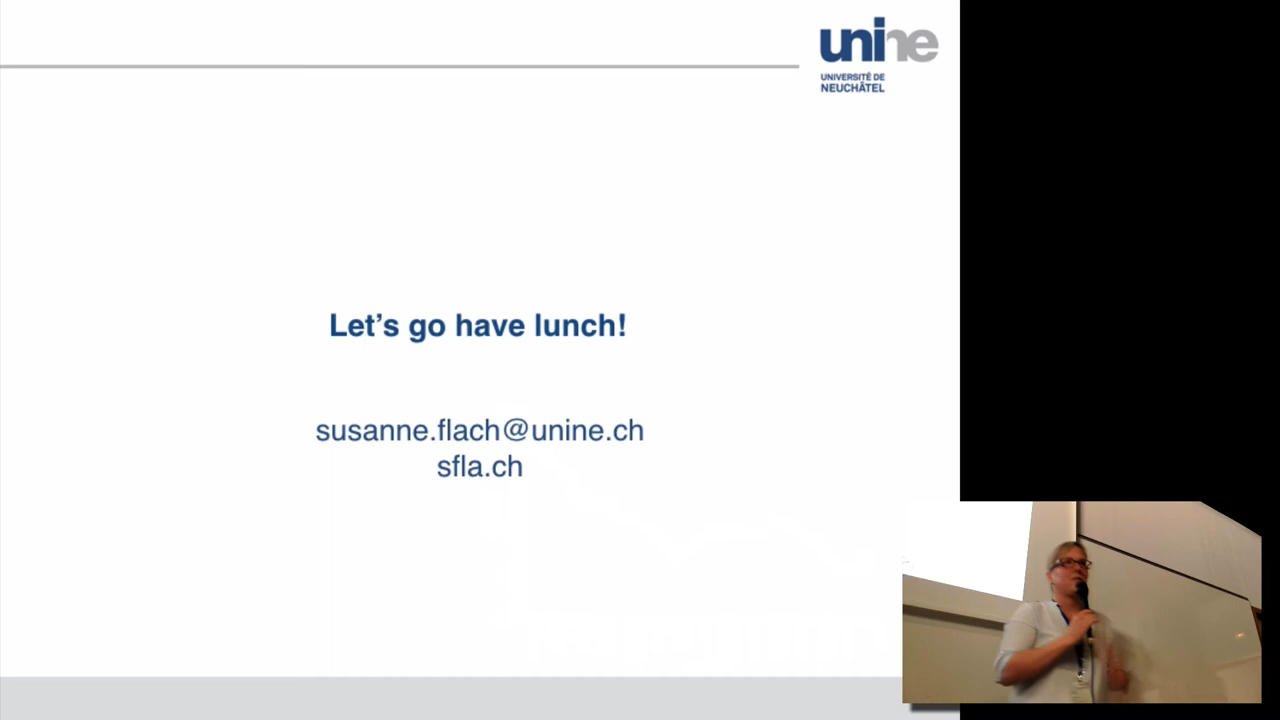 unine
UNIVERSITÉ DE
NEUCHÂTEL
Let's go have lunch!
susanne.flach@unine.ch
sfla.ch